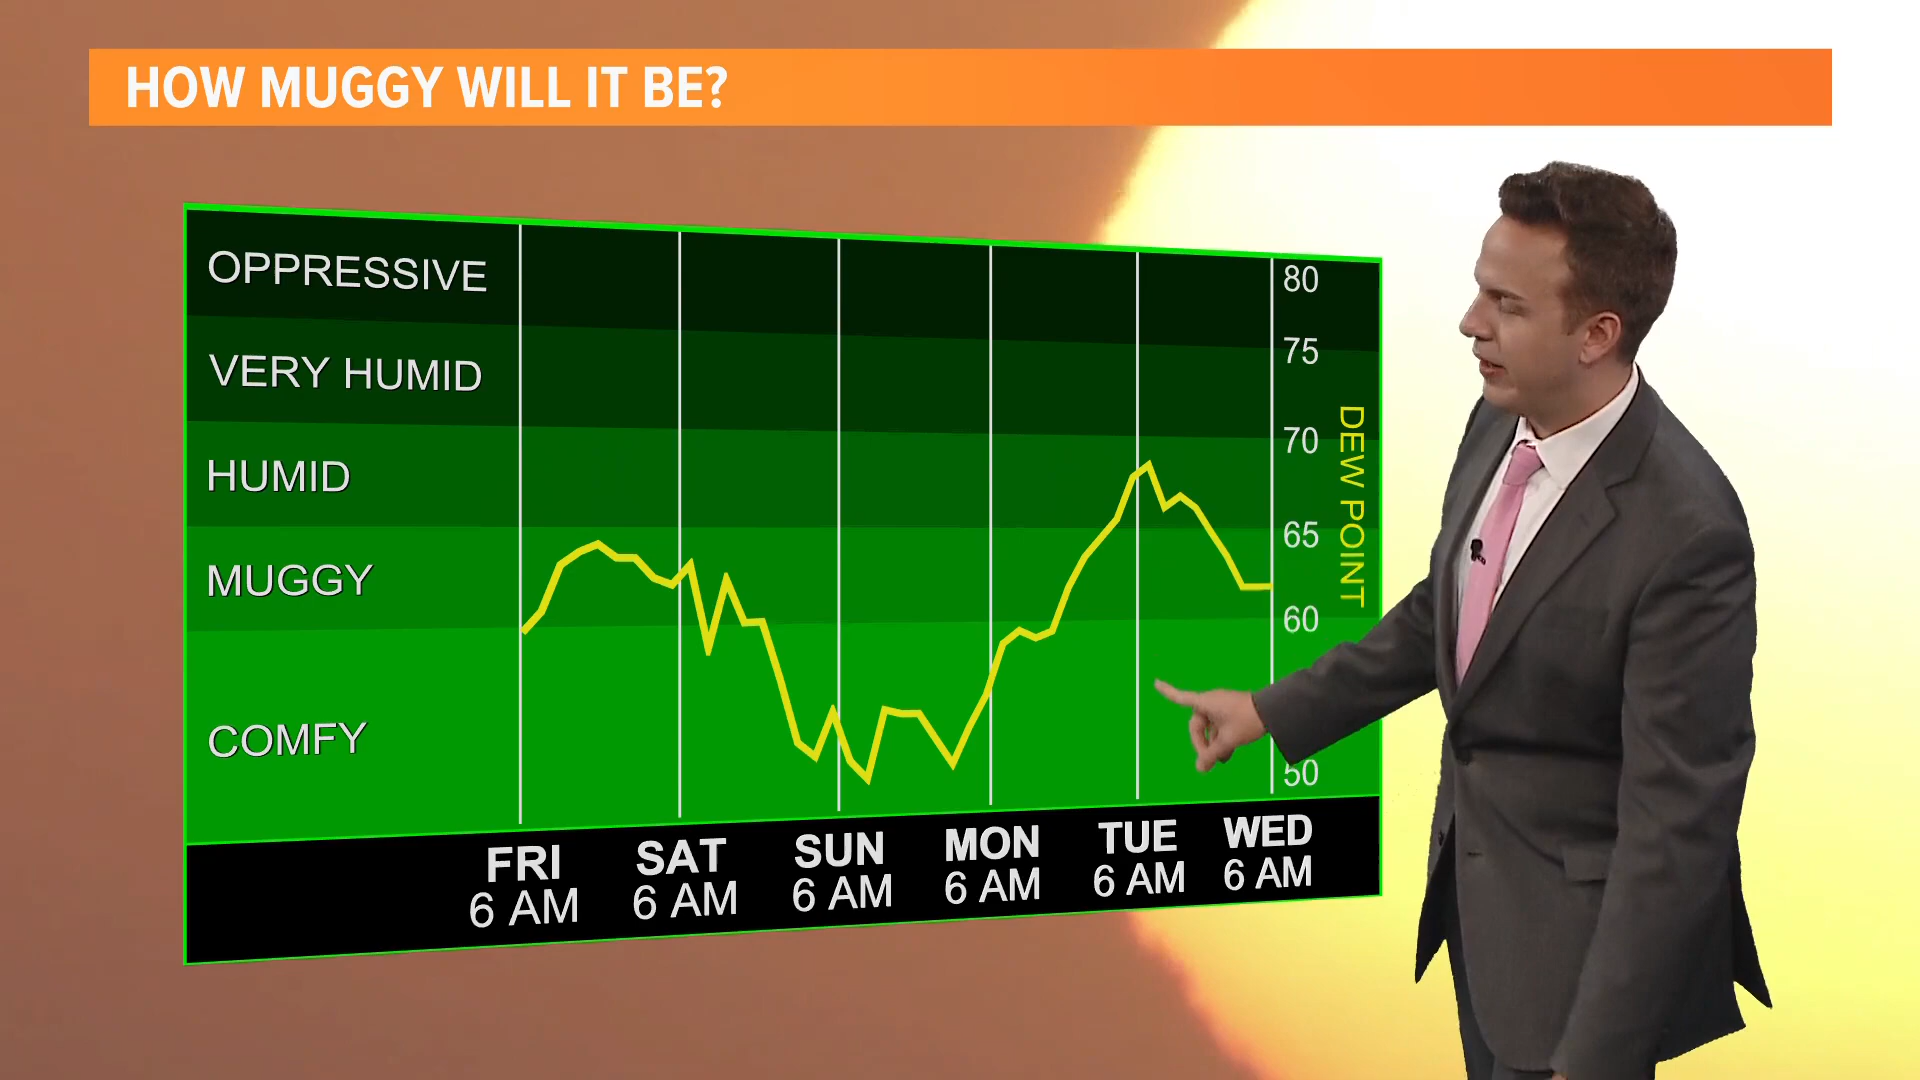 HOW MUGGY WILL IT BE?
OPPRESSIVE
VERY HUMID
HUMID
MUGGY
COMFY
80
75
70
65
60
50
DEW POINT
FRI
6 AM
SAT
6 AM
SUN
6 AM
MON
6 AM
TUE
6 AM
WED
6 AM